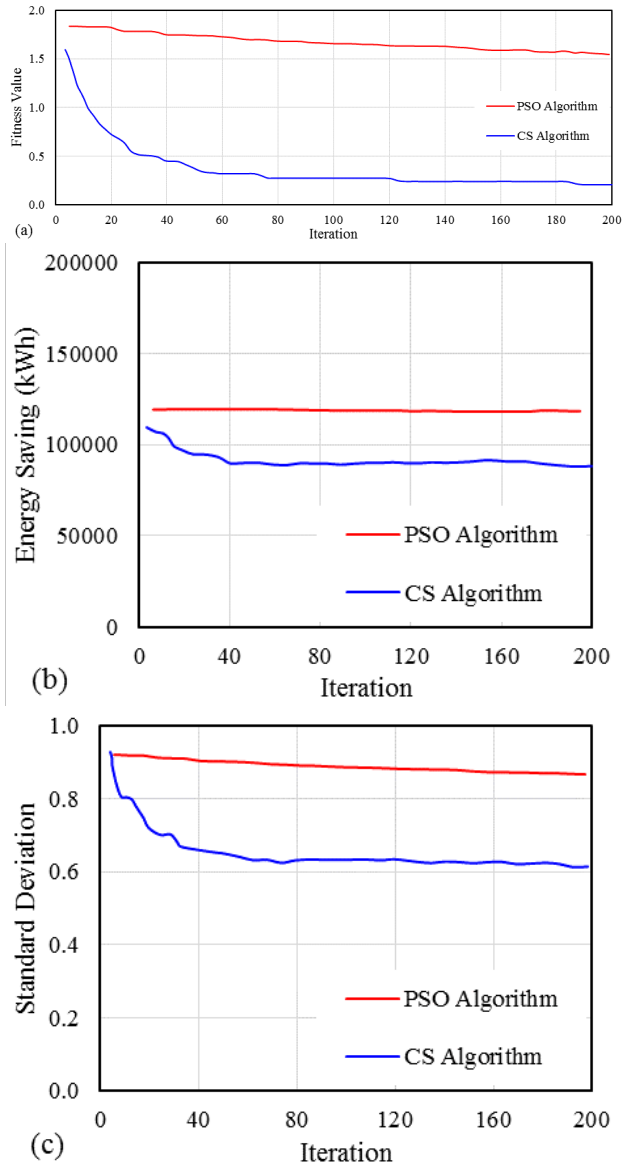 2.0
1.5
1.0
0.5
0.0
Fitness Value
PSO Algorithm
CS Algorithm
0 20 40 60 80 100 120 140 160 180 200
(a)
Iteration
200000
150000
100000
50000
0
Energy Saving (kWh)
PSO Algorithm
CS Algorithm
0 40 80 120 160 200
(b)
Iteration
1.0
0.8
0.6
0.4
0.2
0.0
Standard Deviation
PSO Algorithm
CS Algorithm
0 40 80 120 160 200
(c)
Iteration